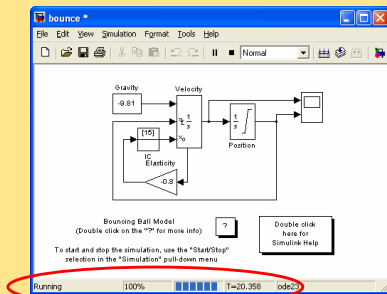 bounce *
File Edit View Simulation Format Tools Help
Normal
Gravity
Velocity
-9.81
1
s
[15]
xo
IC
Elasticity
-0.8
1
s
Position
Bouncing Ball Model
(Double click on the "?" for more info)
?
Double click
here for
Simulink Help
To start and stop the simulation, use the "Start/Stop"
selection in the "Simulation" pull-down menu
Running 100% T=20.358 ode23